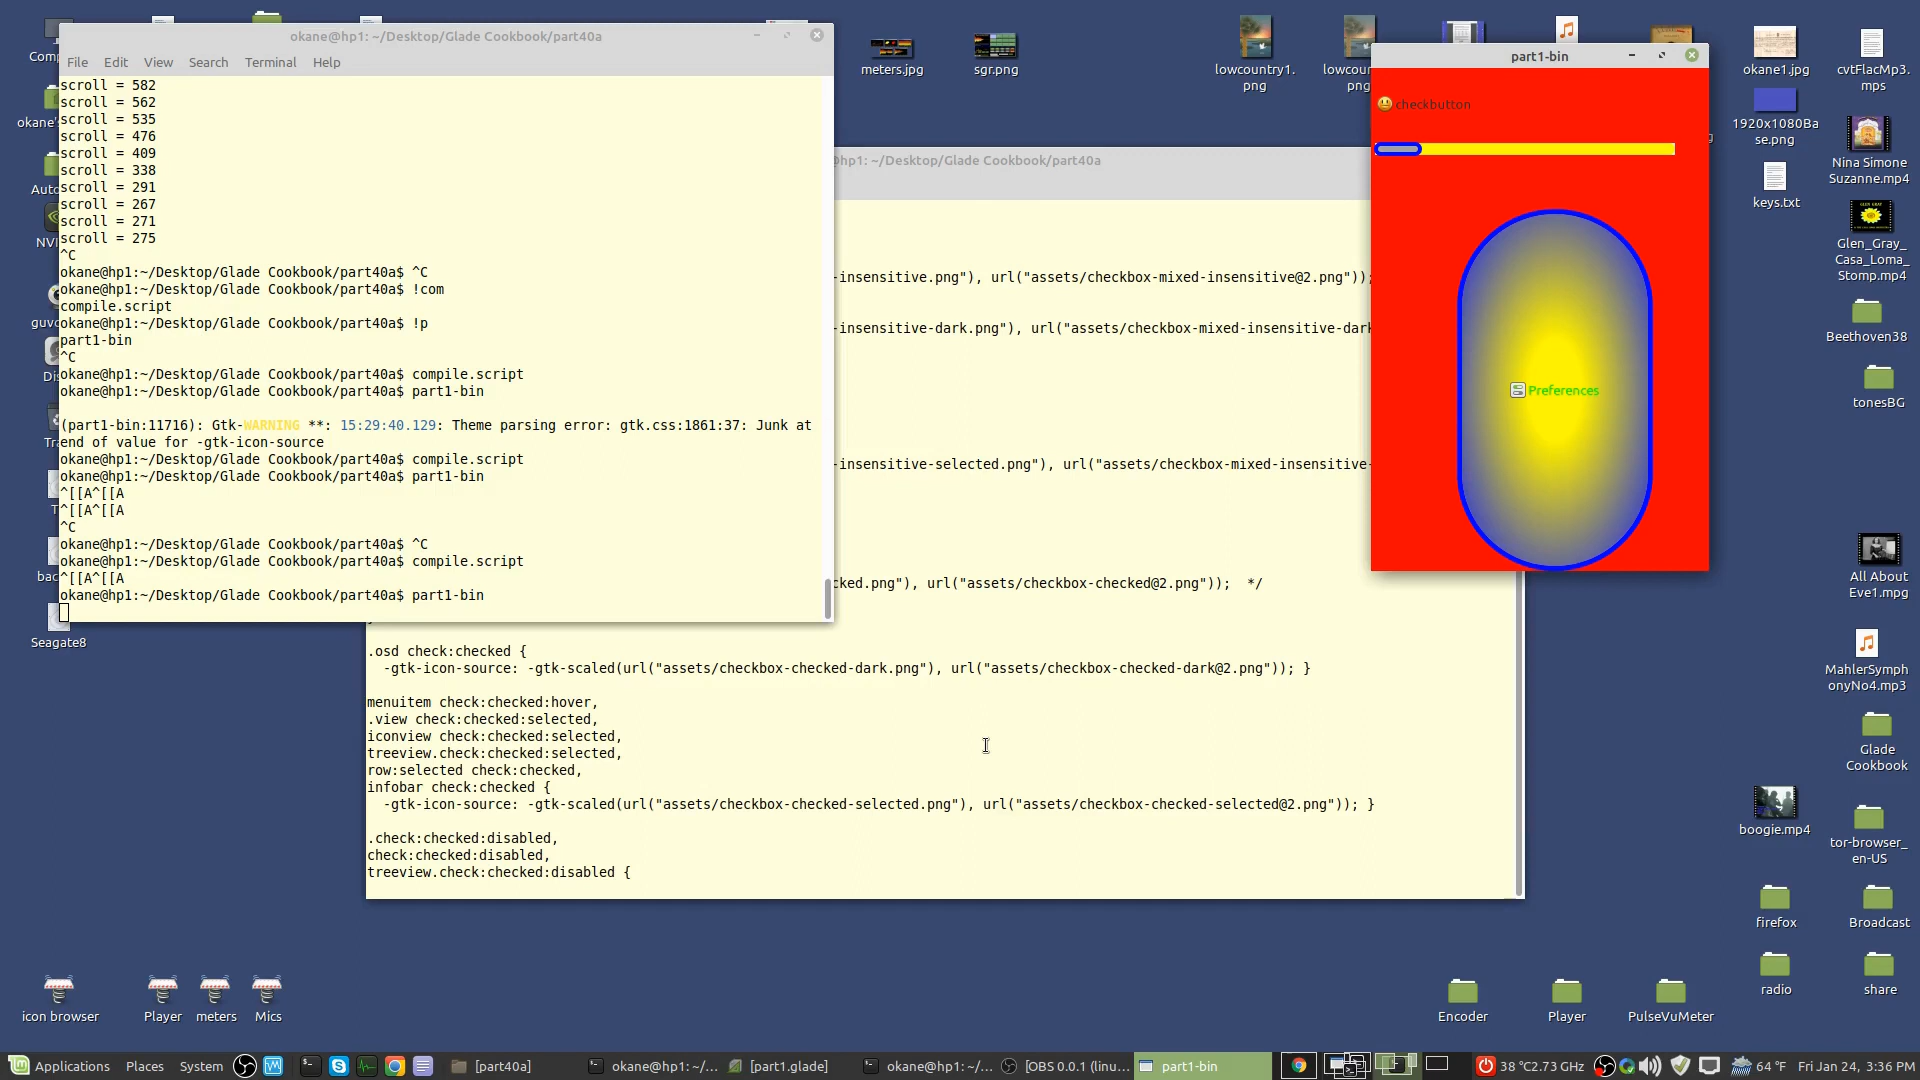 okane@hp1: ~/Desktop/Glade Cookbook/part40a
File Edit View Search Terminal Help
scroll = 582
scroll = 562
scroll = 535
scroll = 476
scroll = 409
scroll = 338
scroll = 291
scroll = 267
scroll = 271
scroll = 275
^C
okane@hp1:~/Desktop/Glade Cookbook/part40a$ ^C
okane@hp1:~/Desktop/Glade Cookbook/part40a$ !com
compile.script
okane@hp1:~/Desktop/Glade Cookbook/part40a$ !p
part1-bin
^C
okane@hp1:~/Desktop/Glade Cookbook/part40a$ compile.script
okane@hp1:~/Desktop/Glade Cookbook/part40a$ part1-bin
(part1-bin:11716): Gtk-WARNING **: 15:29:40.129: Theme parsing error: gtk.css:1861:37: Junk at
end of value for -gtk-icon-source
okane@hp1:~/Desktop/Glade Cookbook/part40a$ compile.script
okane@hp1:~/Desktop/Glade Cookbook/part40a$ part1-bin
^[[A^[[A
^[[A^[[A
^C
okane@hp1:~/Desktop/Glade Cookbook/part40a$ ^C
okane@hp1:~/Desktop/Glade Cookbook/part40a$ compile.script
^[[A^[[A
okane@hp1:~/Desktop/Glade Cookbook/part40a$ part1-bin
@hp1: ~/Desktop/Glade Cookbook/part40a
-insensitive.png"), url("assets/checkbox-mixed-insensitive@2.png"));
-insensitive-dark.png"), url("assets/checkbox-mixed-insensitive-dark
-insensitive-selected.png"), url("assets/checkbox-mixed-insensitive-
cked.png"), url("assets/checkbox-checked@2.png")); */
.osd check:checked {
-gtk-icon-source: -gtk-scaled(url("assets/checkbox-checked-dark.png"), url("assets/checkbox-checked-dark@2.png")); }
menuitem check:checked:hover,
.view check:checked:selected,
iconview check:checked:selected,
treeview.check:checked:selected,
row:selected check:checked,
infobar check:checked {
-gtk-icon-source: -gtk-scaled(url("assets/checkbox-checked-selected.png"), url("assets/checkbox-checked-selected@2.png")); }
.check:checked:disabled,
check:checked:disabled,
treeview.check:checked:disabled {
part1-bin
checkbutton
Preferences
Com
okane'
Auto
NVI
guvc
Dis
Tra
T
bac
Seagate8
meters.jpg
sgr.png
lowcountry1.
png
lowcour
png
okane1.jpg
cvtFlacMp3.
mps
1920x1080Ba
se.png
Nina Simone
Suzanne.mp4
keys.txt
Glen_Gray_
Casa_Loma_
Stomp.mp4
Beethoven38
tonesBG
All About
Eve1.mpg
MahlerSymph
onyNo4.mp3
Glade
Cookbook
boogie.mp4
tor-browser_
en-US
firefox
Broadcast
radio
share
icon browser
Player
meters
Mics
Encoder
Player
PulseVuMeter
Applications Places System [part40a] okane@hp1: ~/... [part1.glade] okane@hp1: ~/... [OBS 0.0.1 (linu... part1-bin 38 °C2.73 GHz 64 °F Fri Jan 24, 3:36 PM